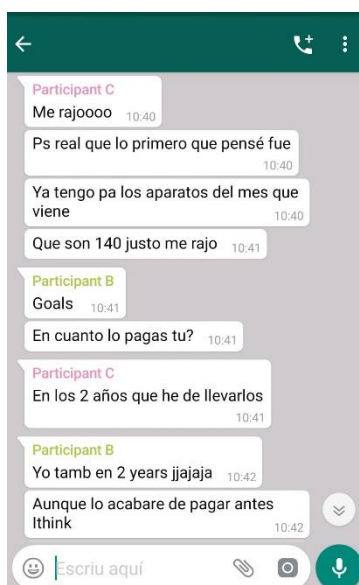 Participant C
Me rajoooo 10:40
Ps real que lo primero que pensé fue
10:40
Ya tengo pa los aparatos del mes que
viene 10:40
Que son 140 justo me rajo 10:41
Participant B
Goals 10:41
En cuanto lo pagas tu? 10:41
Participant C
En los 2 años que he de llevarlos
10:41
Participant B
Yo tamb en 2 years jjajaja 10:42
Aunque lo acabare de pagar antes
Ithink 10:42
Escriu aquí